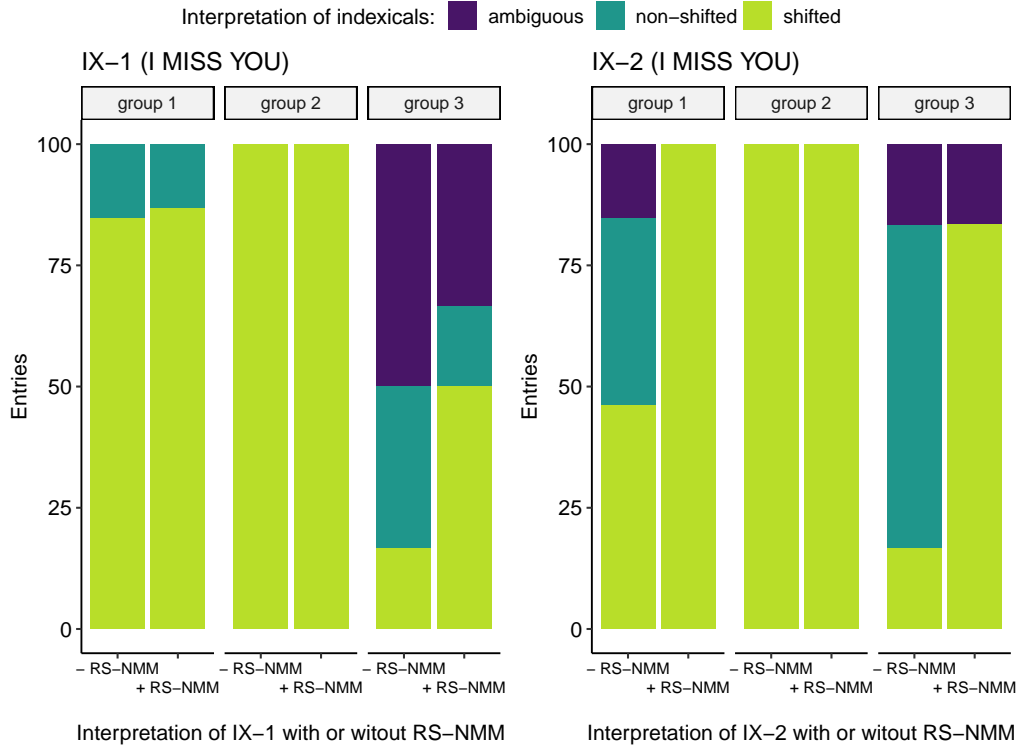 Interpretation of indexicals: ambiguous non−shifted shifted
IX−1 (I MISS YOU)
group 1 group 2 group 3
100
75
50
25
0
Entries
− RS−NMM − RS−NMM − RS−NMM
+ RS−NMM + RS−NMM + RS−NMM
Interpretation of IX−1 with or witout RS−NMM
IX−2 (I MISS YOU)
group 1 group 2 group 3
100
75
50
25
0
Entries
− RS−NMM − RS−NMM − RS−NMM
+ RS−NMM + RS−NMM + RS−NMM
Interpretation of IX−2 with or witout RS−NMM